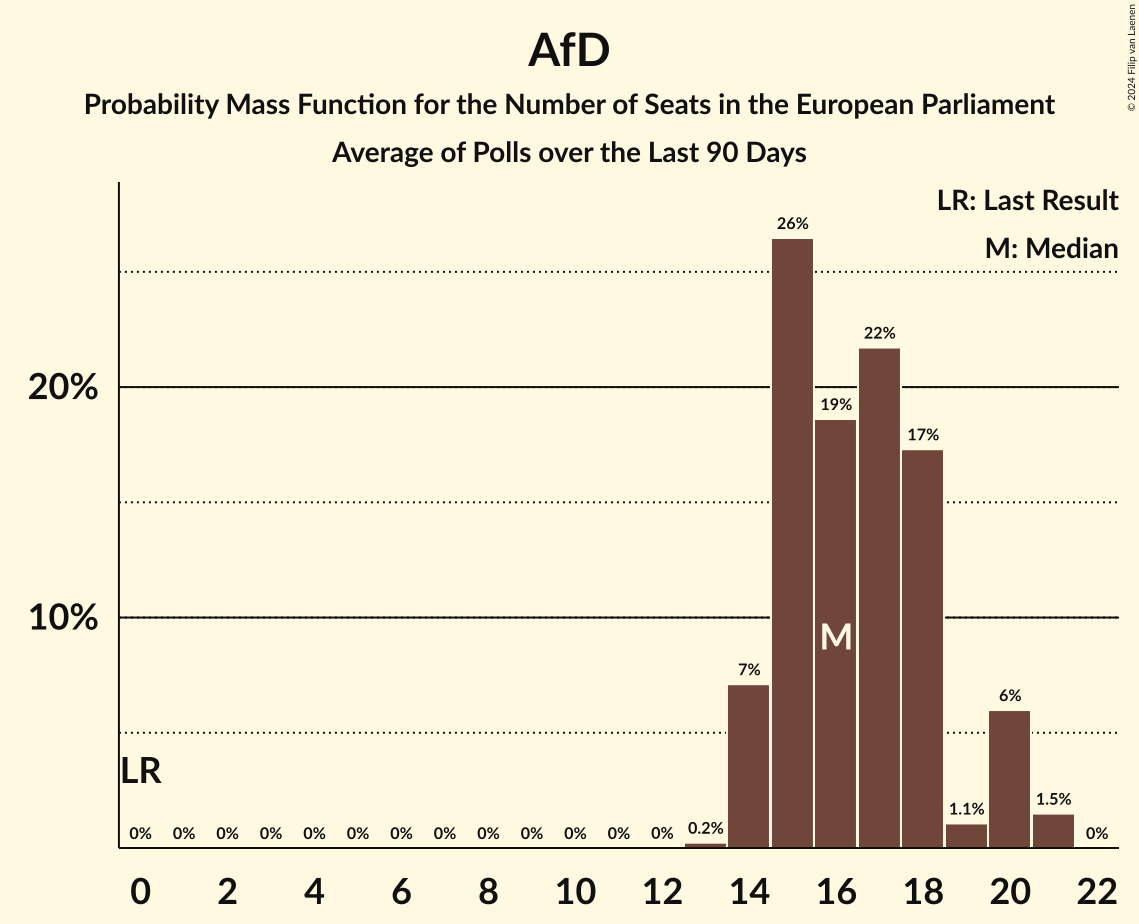 AfD
Probability Mass Function for the Number of Seats in the European Parliament
Average of Polls over the Last 90 Days
© 2024 Filip van Laenen
LR: Last Result
M: Median
26%
22%
20%
19%
17%
10%
M
7%
6%
LR
0% 0% 0% 0% 0% 0% 0% 0% 0% 0% 0% 0% 0% 0.2% 1.1% 1.5% 0%
0 2 4 6 8 10 12 14 16 18 20 22